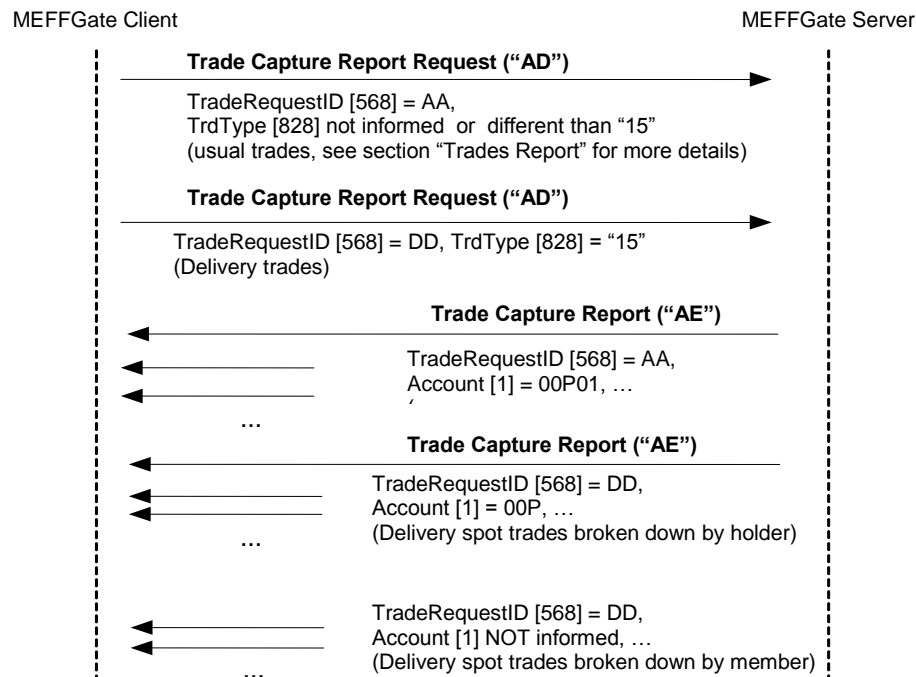 MEFFGate Client
MEFFGate Server
Trade Capture Report Request (“AD”)
TradeRequestID [568] = AA,
TrdType [828] not informed or different than “15”
(usual trades, see section “Trades Report” for more details)
Trade Capture Report Request (“AD”)
TradeRequestID [568] = DD, TrdType [828] = “15”
(Delivery trades)
Trade Capture Report (“AE”)
TradeRequestID [568] = AA,
Account [1] = 00P01, …
…
Trade Capture Report (“AE”)
TradeRequestID [568] = DD,
Account [1] = 00P, …
(Delivery spot trades broken down by holder)
…
TradeRequestID [568] = DD,
Account [1] NOT informed, …
(Delivery spot trades broken down by member)
…